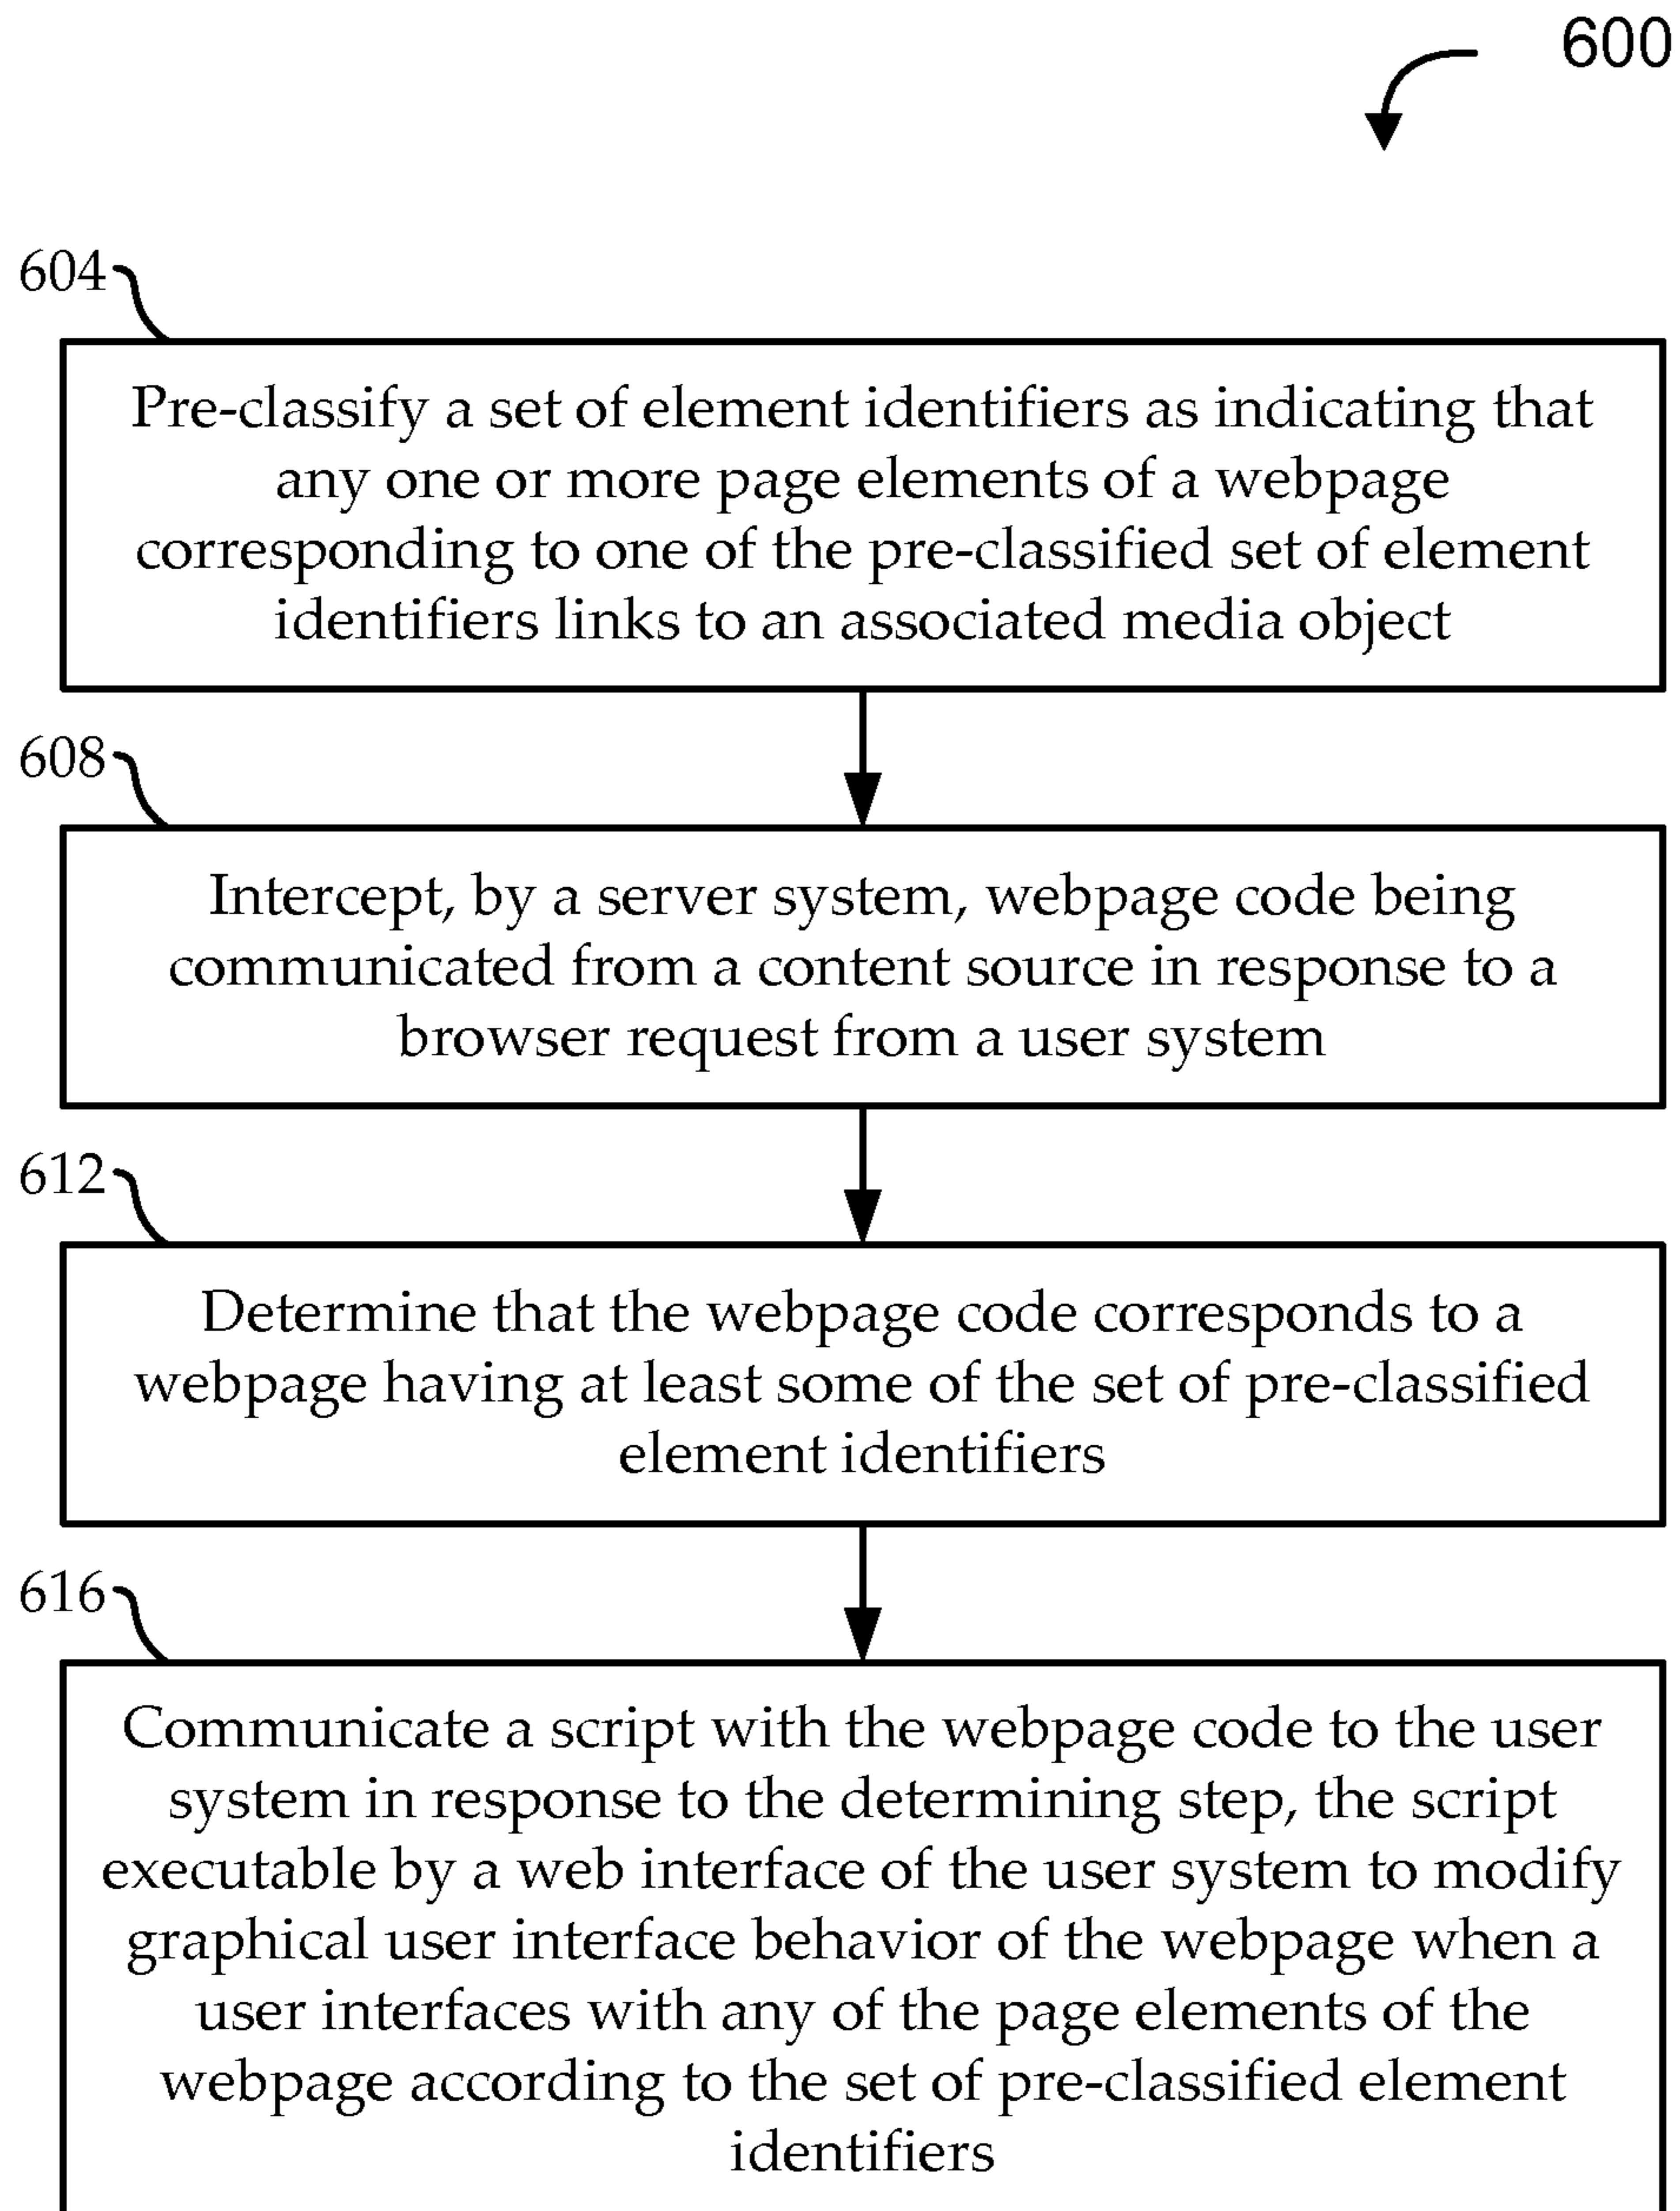 600
604
Pre-classify a set of element identifiers as indicating that
any one or more page elements of a webpage
corresponding to one of the pre-classified set of element
identifiers links to an associated media object
608
Intercept, by a server system, webpage code being
communicated from a content source in response to a
browser request from a user system
612
Determine that the webpage code corresponds to a
webpage having at least some of the set of pre-classified
element identifiers
616
Communicate a script with the webpage code to the user
system in response to the determining step, the script
executable by a web interface of the user system to modify
graphical user interface behavior of the webpage when a
user interfaces with any of the page elements of the
webpage according to the set of pre-classified element
identifiers